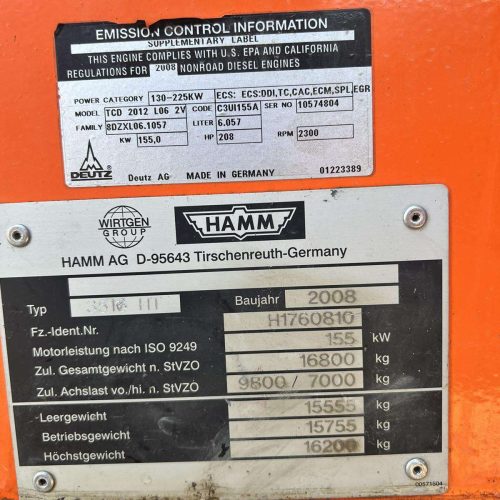 EMISSION CONTROL INFORMATION
SUPPLEMENTARY LABEL
THIS ENGINE COMPLIES WITH U.S. EPA AND CALIFORNIA
REGULATIONS FOR 2008 NONROAD DIESEL ENGINES
POWER CATEGORY 130-225KW ECS: ECS:DDI,TC,CAC,ECM,SPL,EGR
MODEL TCD 2012 L06 2V CODE C3UI155A SER NO 10574804
FAMILY 8DZXL06.1057 LITER 6.057
KW 155,0 HP 208 RPM 2300
DEUTZ Deutz AG MADE IN GERMANY 01223389
WIRTGEN GROUP HAMM
HAMM AG D-95643 Tirschenreuth-Germany
Typ III Baujahr 2008
Fz.-Ident.Nr. H1760810
Motorleistung nach ISO 9249 155 kW
Zul. Gesamtgewicht n. StVZO 16800 kg
Zul. Achslast vo./hi. n. StVZO 9800 / 7000 kg
Leergewicht 15555 kg
Betriebsgewicht 15755 kg
Höchstgewicht 16200 kg
00571504